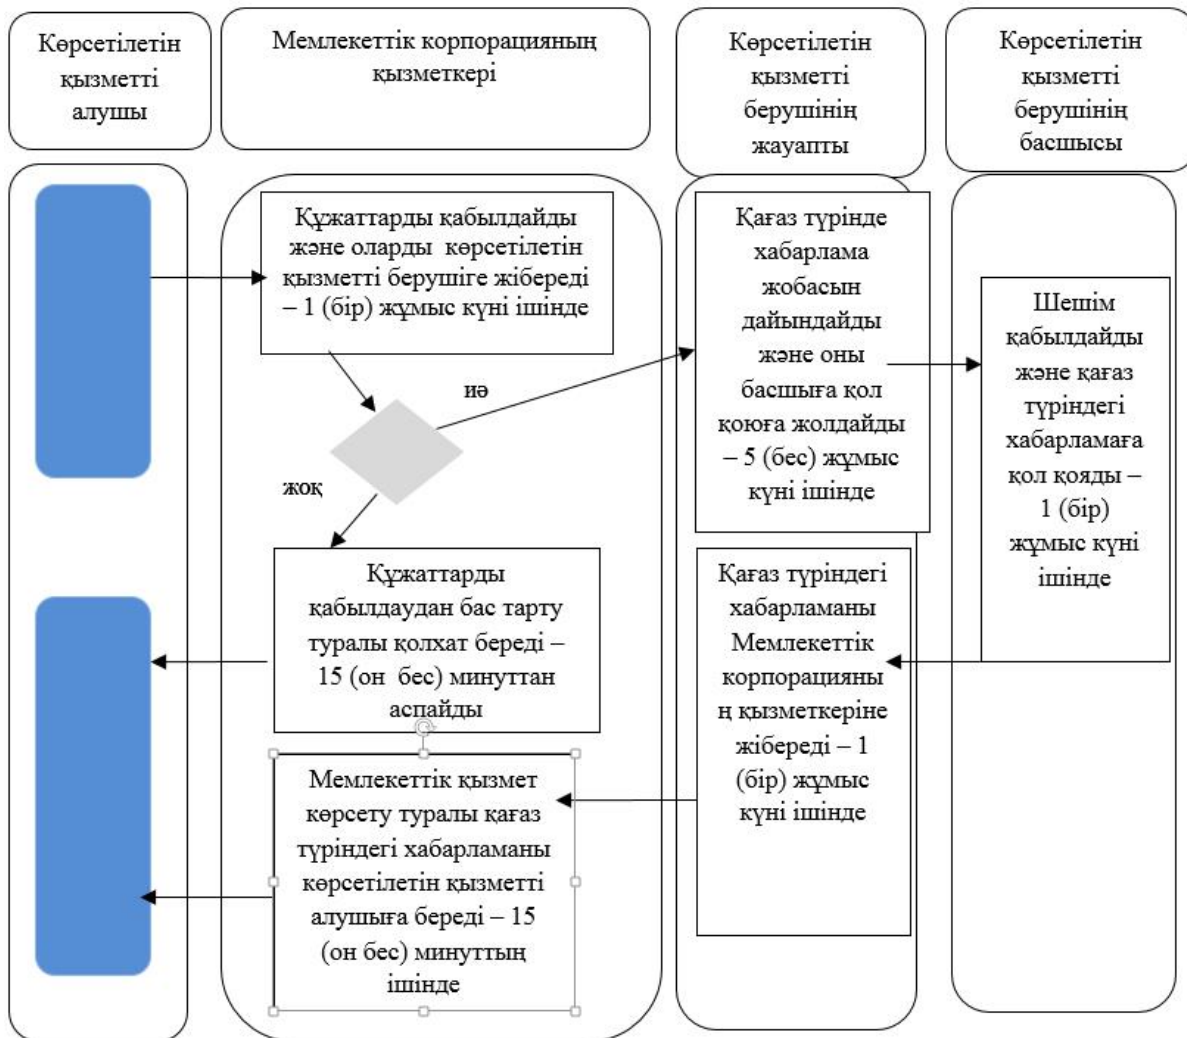 Көрсетілетін
қызметті
алушы
Мемлекеттік корпорацияның
қызметкері
Көрсетілетін
қызметті
берушінің
жауапты
Көрсетілетін
қызметті
берушінің
басшысы
Құжаттарды қабылдайды
және оларды көрсетілетін
қызметті берушіге жібереді
– 1 (бір) жұмыс күні ішінде
иә
жоқ
Құжаттарды
қабылдаудан бас тарту
туралы қолхат береді –
15 (он бес) минуттан
аспайды
Мемлекеттік қызмет
көрсету туралы қағаз
түріндегі хабарламаны
көрсетілетін қызметті
алушыға береді – 15
(он бес) минуттың
ішінде
Қағаз түрінде
хабарлама
жобасын
дайындайды
және оны
басшыға қол
қоюға жолдайды
– 5 (бес) жұмыс
күні ішінде
Қағаз түріндегі
хабарламаны
Мемлекеттік
корпорацияны
ң қызметкеріне
жібереді – 1
(бір) жұмыс
күні ішінде
Шешім
қабылдайды
және қағаз
түріндегі
хабарламаға
қол қояды –
1 (бір)
жұмыс күні
ішінде